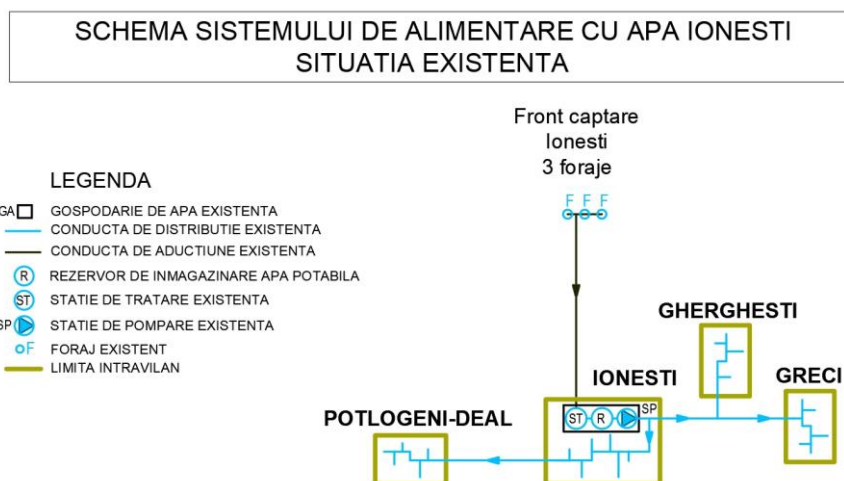 SCHEMA SISTEMULUI DE ALIMENTARE CU APA IONESTI
SITUATIA EXISTENTA
Front captare
Ionesti
3 foraje
F F F
LEGENDA
GA GOSPODARIE DE APA EXISTENTA
CONDUCTA DE DISTRIBUTIE EXISTENTA
CONDUCTA DE ADUCTIUNE EXISTENTA
R REZERVOR DE INMAGAZINARE APA POTABILA
ST STATIE DE TRATARE EXISTENTA
SP STATIE DE POMPARE EXISTENTA
F FORAJ EXISTENT
LIMITA INTRAVILAN
GHERGHESTI
IONESTI
GRECI
ST R SP
POTLOGENI-DEAL